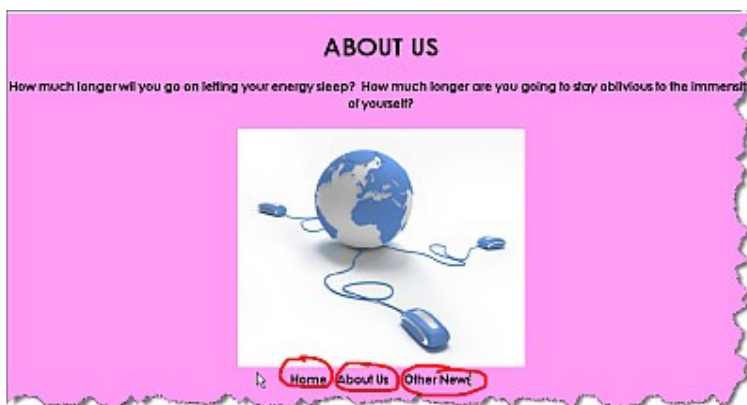 ABOUT US
How much longer will you go on letting your energy sleep? How much longer are you going to stay oblivious to the immensit
of yourself?
Home About Us Other News